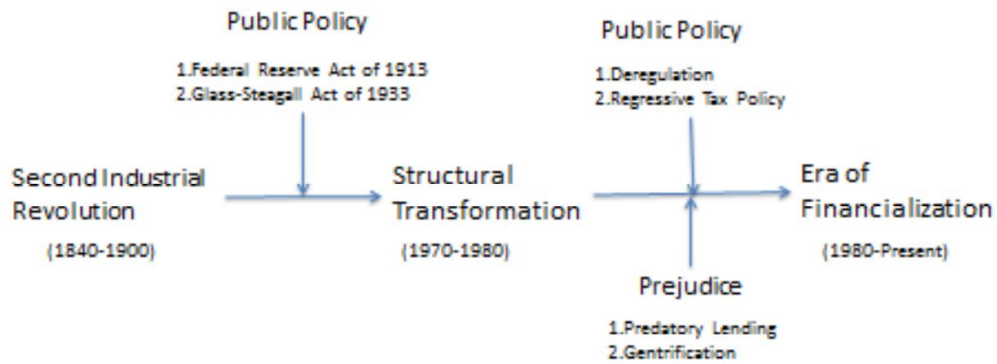 Public Policy
1.Federal Reserve Act of 1913
2.Glass-Steagall Act of 1933
Public Policy
1.Deregulation
2.Regressive Tax Policy
Second Industrial
Revolution
(1840-1900)
Structural
Transformation
(1970-1980)
Era of
Financialization
(1980-Present)
Prejudice
1.Predatory Lending
2.Gentrification